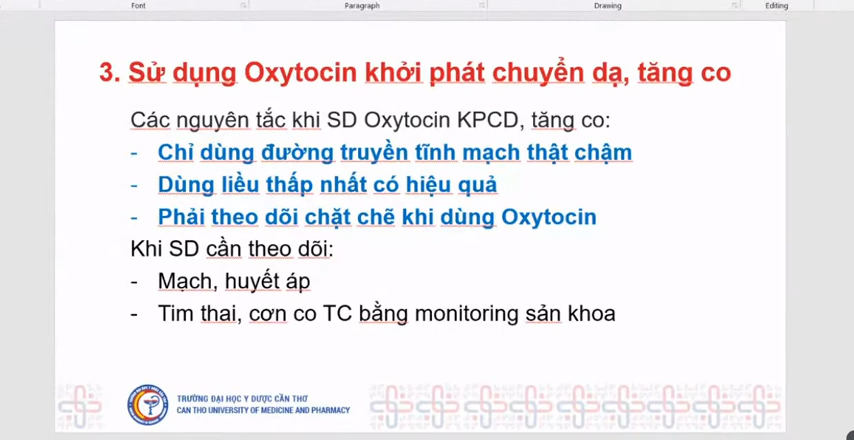 Font
Paragraph
Drawing
Editing
3. Sử dụng Oxytocin khởi phát chuyển dạ, tăng co
Các nguyên tắc khi SD Oxytocin KPCD, tăng co:
- Chỉ dùng đường truyền tĩnh mạch thật chậm
- Dùng liều thấp nhất có hiệu quả
- Phải theo dõi chặt chẽ khi dùng Oxytocin
Khi SD cần theo dõi:
- Mạch, huyết áp
- Tim thai, cơn co TC bằng monitoring sản khoa
TRƯỜNG ĐẠI HỌC Y DƯỢC CẦN THƠ
CAN THO UNIVERSITY OF MEDICINE AND PHARMACY